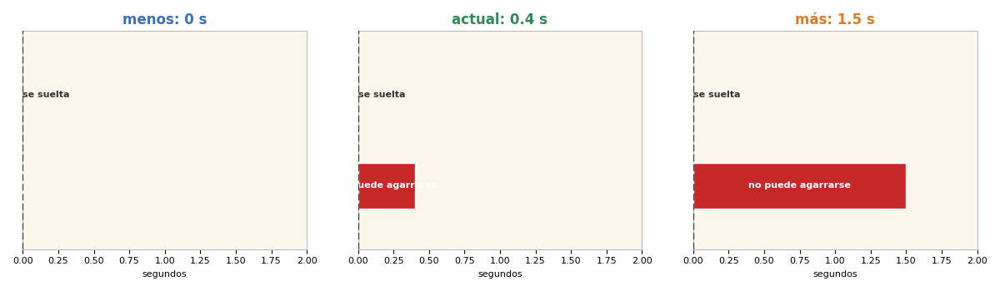 menos: 0 s
se suelta
0.00 0.25 0.50 0.75 1.00 1.25 1.50 1.75 2.00
segundos
actual: 0.4 s
se suelta
puede agarrarse
0.00 0.25 0.50 0.75 1.00 1.25 1.50 1.75 2.00
segundos
más: 1.5 s
se suelta
no puede agarrarse
0.00 0.25 0.50 0.75 1.00 1.25 1.50 1.75 2.00
segundos